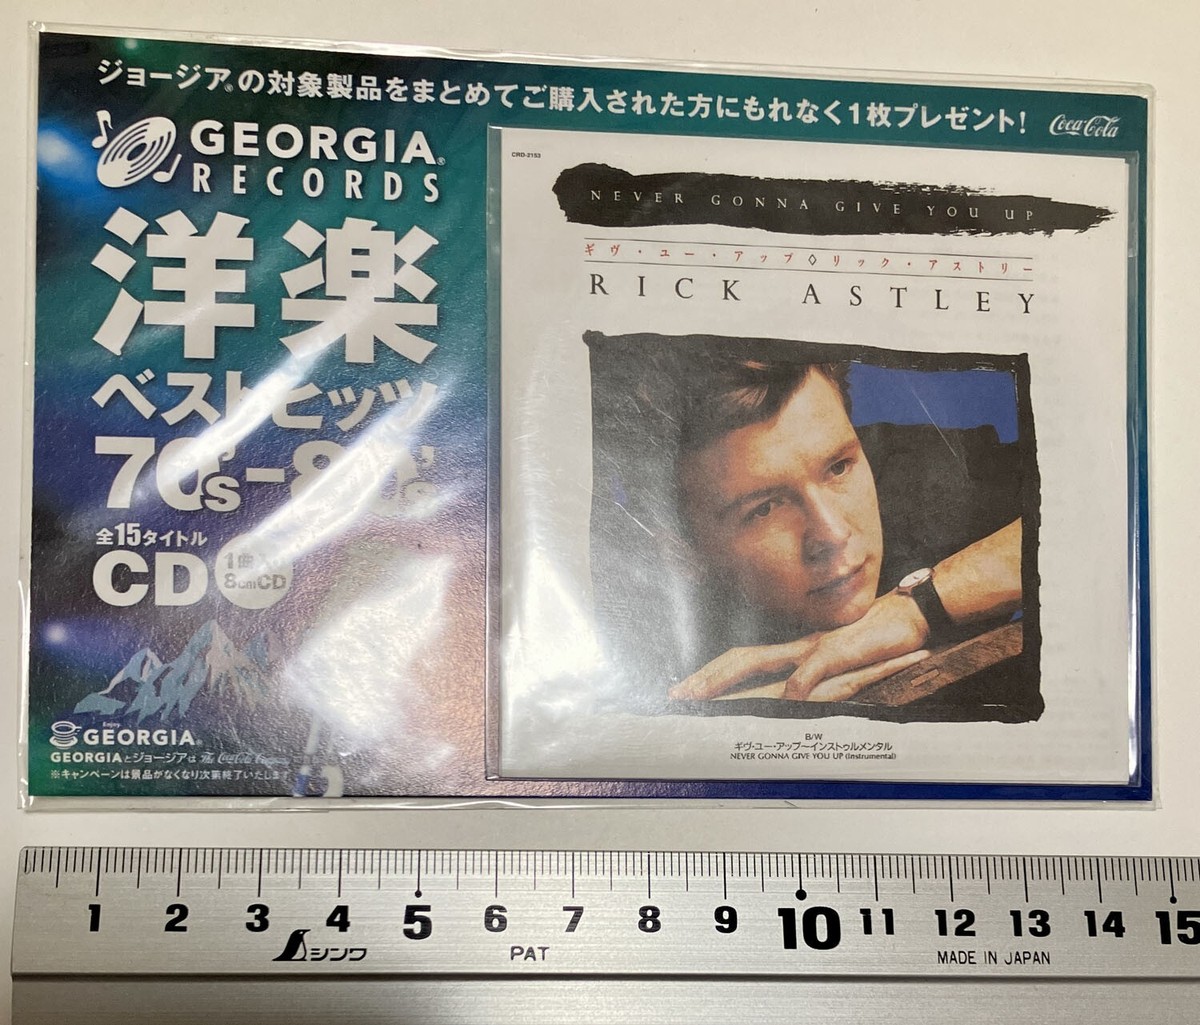 ジョージア®の対象製品をまとめてご購入された方にもれなく1枚プレゼント!
Coca-Cola
GEORGIA®
RECORDS
洋楽
ベストヒッツ
70's-80's
全15タイトル
CD
1曲入り
8cmCD
Enjoy
GEORGIA®
GEORGIAとジョージアは The Coca-Cola Company
※キャンペーンは景品がなくなり次第終了いたします
CRD-2153
NEVER GONNA GIVE YOU UP
ギヴ・ユー・アップ◇リック・アストリー
RICK ASTLEY
B/W
ギヴ・ユー・アップ〜インストゥルメンタル
NEVER GONNA GIVE YOU UP (Instrumental)
1 2 3 4 5 6 7 8 9 10 11 12 13 14 15
シンワ PAT MADE IN JAPAN